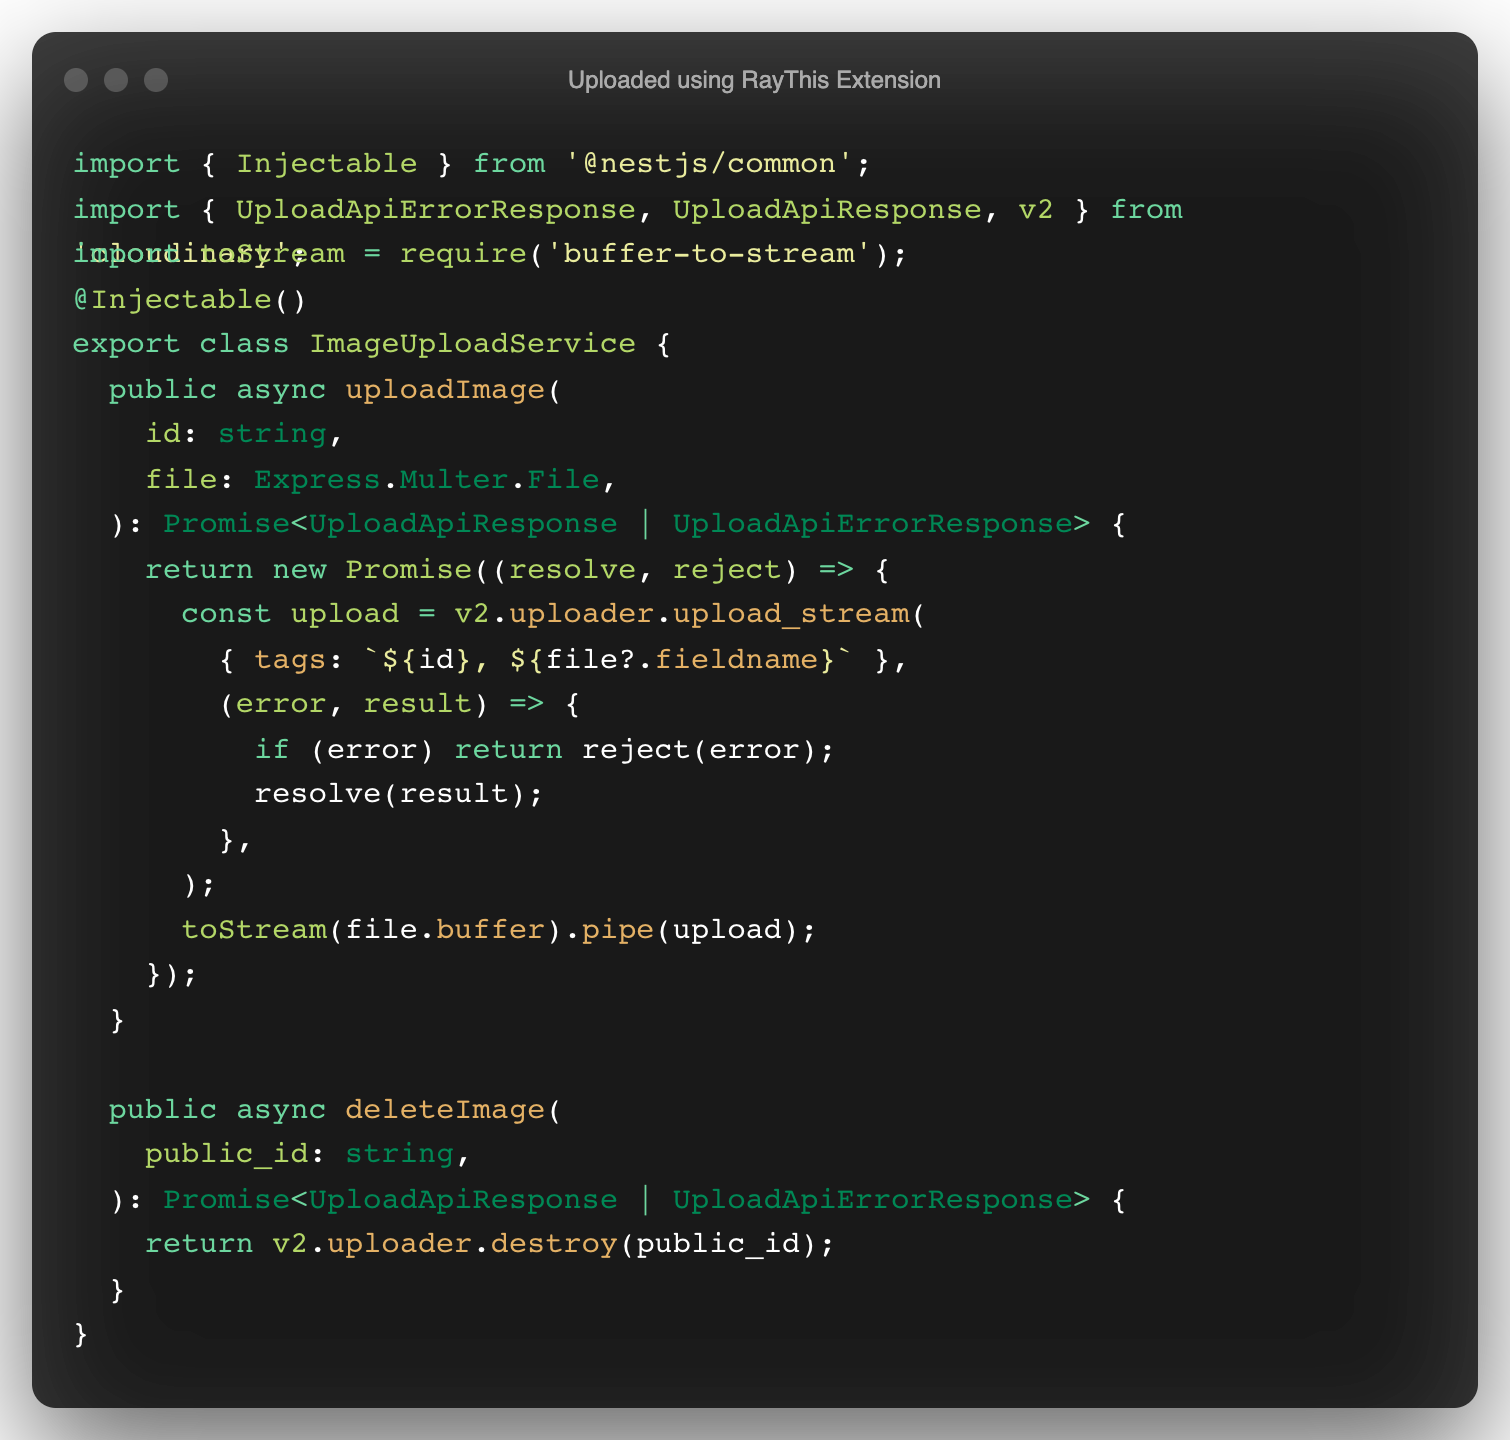 Uploaded using RayThis Extension
import { Injectable } from '@nestjs/common';
import { UploadApiErrorResponse, UploadApiResponse, v2 } from
'cloudinary';
import toStream = require('buffer-to-stream');
@Injectable()
export class ImageUploadService {
  public async uploadImage(
    id: string,
    file: Express.Multer.File,
  ): Promise<UploadApiResponse | UploadApiErrorResponse> {
    return new Promise((resolve, reject) => {
      const upload = v2.uploader.upload_stream(
        { tags: `${id}, ${file?.fieldname}` },
        (error, result) => {
          if (error) return reject(error);
          resolve(result);
        },
      );
      toStream(file.buffer).pipe(upload);
    });
  }
  public async deleteImage(
    public_id: string,
  ): Promise<UploadApiResponse | UploadApiErrorResponse> {
    return v2.uploader.destroy(public_id);
  }
}